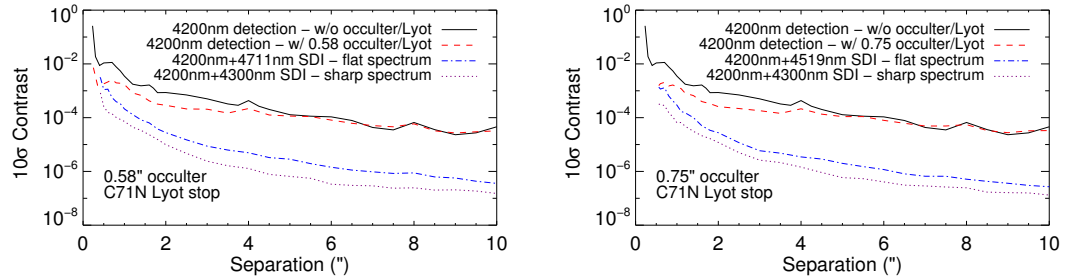 4200nm detection – w/o occulter/Lyot
4200nm detection – w/ 0.58 occulter/Lyot
4200nm+4711nm SDI – flat spectrum
4200nm+4300nm SDI – sharp spectrum
10σ Contrast
10⁰
10⁻²
10⁻⁴
10⁻⁶
10⁻⁸
0.58" occulter
C71N Lyot stop
0 2 4 6 8 10
Separation (")
4200nm detection – w/o occulter/Lyot
4200nm detection – w/ 0.75 occulter/Lyot
4200nm+4519nm SDI – flat spectrum
4200nm+4300nm SDI – sharp spectrum
10σ Contrast
10⁰
10⁻²
10⁻⁴
10⁻⁶
10⁻⁸
0.75" occulter
C71N Lyot stop
0 2 4 6 8 10
Separation (")